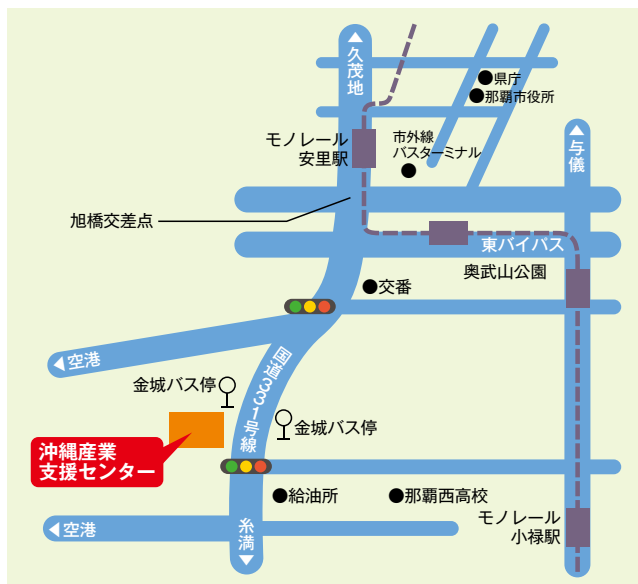 久茂地
県庁
那覇市役所
モノレール
安里駅
市外線
バスターミナル
与儀
旭橋交差点
東バイパス
奥武山公園
交番
空港
国道331号線
金城バス停
金城バス停
沖縄産業
支援センター
給油所
那覇西高校
モノレール
小禄駅
空港
糸満